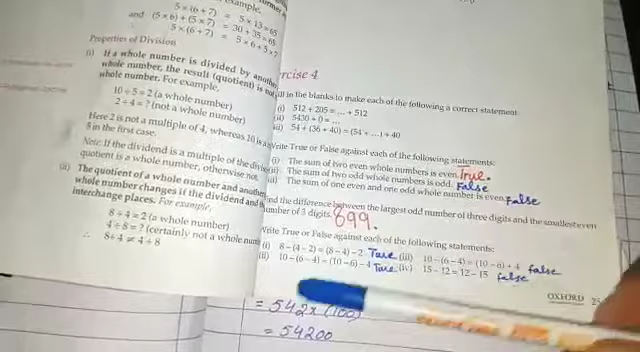 example,
5 × (6 + 7) = 5 × 13 = 65
and (5 × 6) + (5 × 7) = 30 + 35 = 65
5 × (6 + 7) = 5 × 6 + 5 × 7
Properties of Division
(i) If a whole number is divided by another
whole number, the result (quotient) is not
whole number. For example,
10 ÷ 5 = 2 (a whole number)
2 ÷ 4 = ? (not a whole number)
Here 2 is not a multiple of 4, whereas 10 is a
5 in the first case.
Note: If the dividend is a multiple of the
quotient is a whole number, otherwise not.
(ii) The quotient of a whole number and another
whole number changes if the dividend and
interchange places. For example,
8 ÷ 4 = 2 (a whole number)
4 ÷ 8 = ? (certainly not a whole
∴ 8 ÷ 4 ≠ 4 ÷ 8
rcise 4
ill in the blanks to make each of the following a correct statement:
(i) 512 + 205 = ... + 512
(ii) 5430 + 0 = ...
(iii) 54 + (36 + 40) = (54 + ...) + 40
Write True or False against each of the following statements:
(i) The sum of two even whole numbers is even. True.
(ii) The sum of two odd whole numbers is odd. False
(iii) The sum of one even and one odd whole number is even. False
Find the difference between the largest odd number of three digits and the smallest even
number of 3 digits. 899.
Write True or False against each of the following statements:
(i) 8 – (4 – 2) = (8 – 4) – 2 True (iii) 10 – (6 – 4) = (10 – 6) + 4 false
(ii) 10 – (6 – 4) = (10 – 6) – 4 True (iv) 15 – 12 = 12 – 15 false
OXFORD 25
= 542 x (100)
= 54200